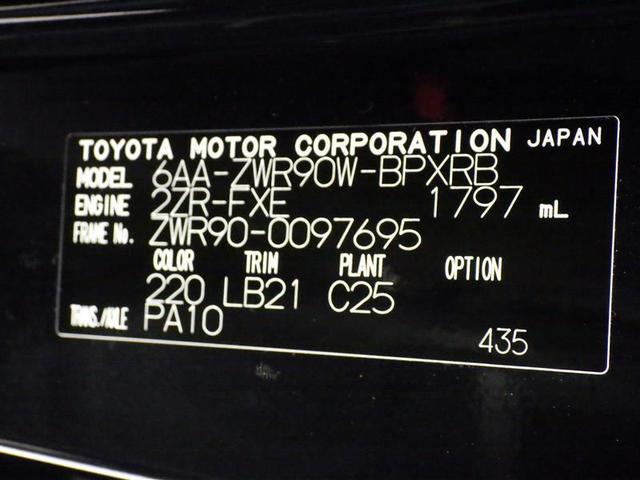 TOYOTA MOTOR CORPORATION JAPAN
MODEL 6AA-ZWR90W-BPXRB
ENGINE 2ZR-FXE 1797 mL
FRAME No. ZWR90-0097695
COLOR TRIM PLANT OPTION
220 LB21 C25
TRANS./AXLE PA10
435